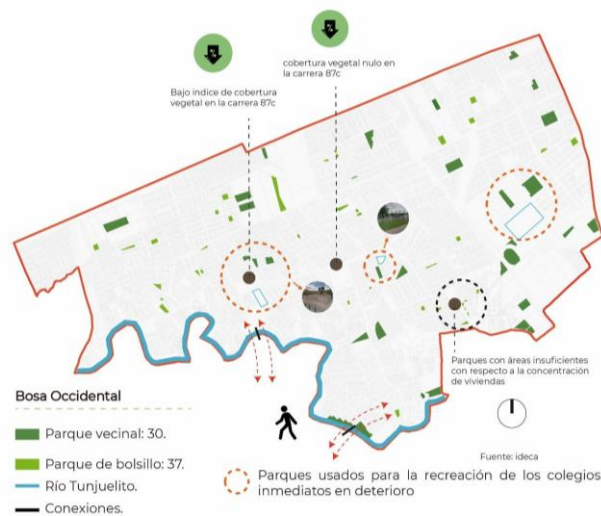 Bajo indice de cobertura
vegetal en la carrera 87c
cobertura vegetal nulo en
la carrera 87c
Parques con áreas insuficientes
con respecto a la concentración
de viviendas
Bosa Occidental
Parque vecinal: 30.
Parque de bolsillo: 37.
Río Tunjuelito.
Conexiones.
Fuente: ideca
Parques usados para la recreación de los colegios
inmediatos en deterioro